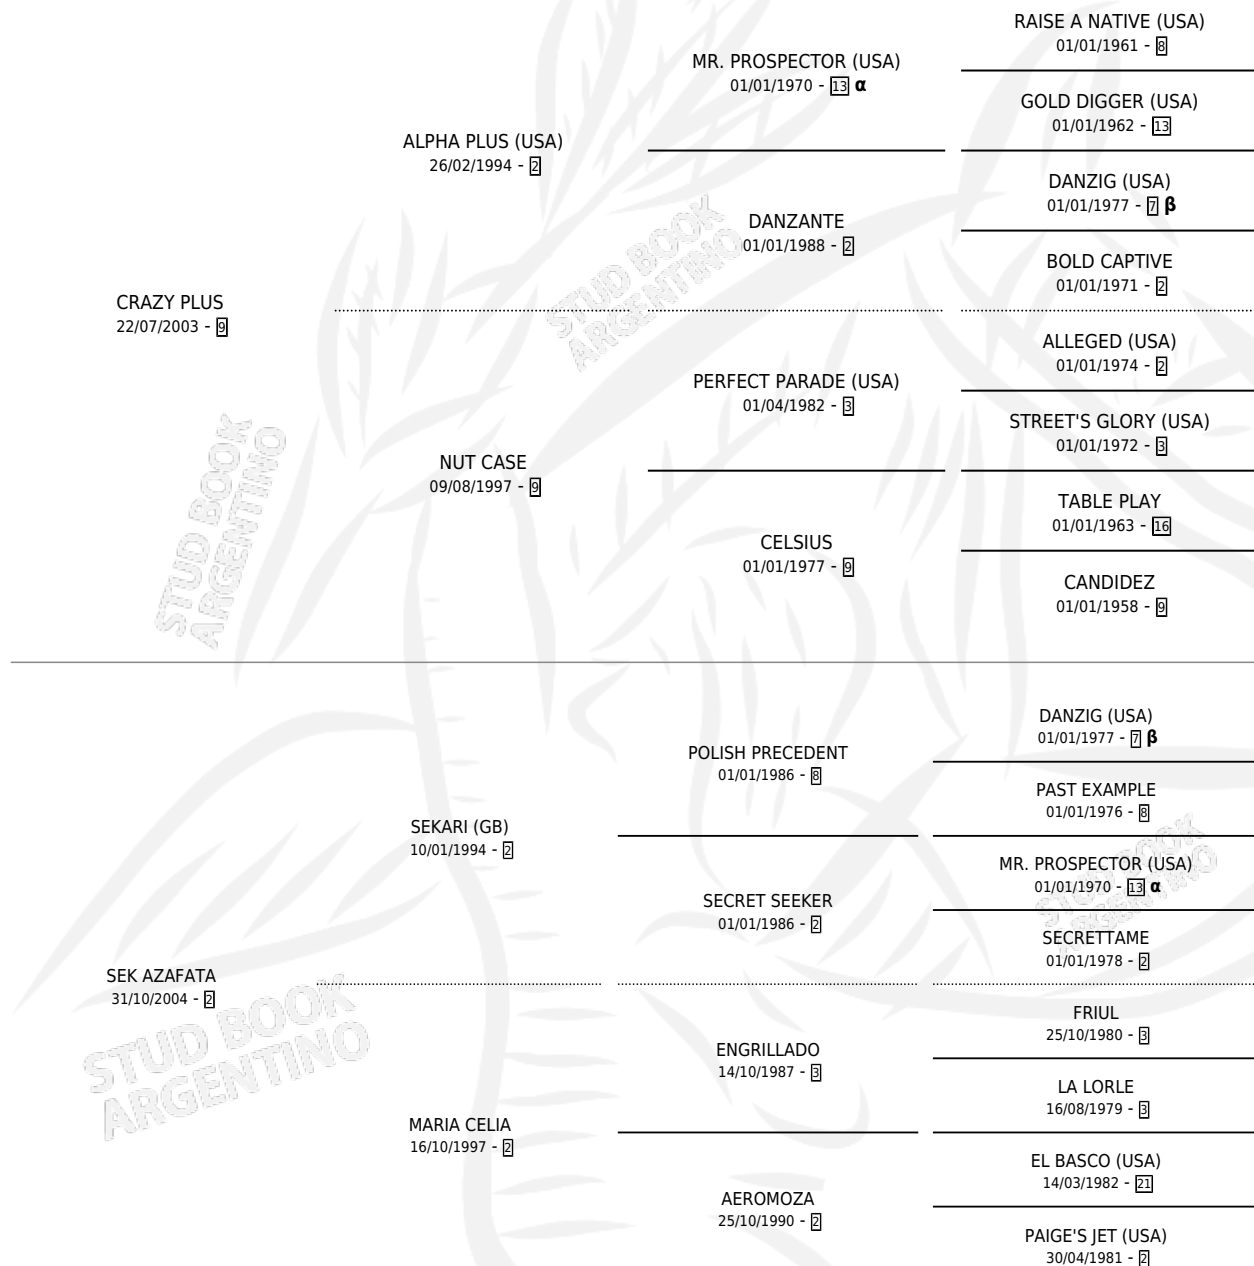 RAISE A NATIVE (USA)
01/01/1961 - 8
MR. PROSPECTOR (USA)
01/01/1970 - 13 α
GOLD DIGGER (USA)
01/01/1962 - 13
ALPHA PLUS (USA)
26/02/1994 - 2
DANZIG (USA)
01/01/1977 - 7 β
DANZANTE
01/01/1988 - 2
BOLD CAPTIVE
01/01/1971 - 2
STUD BOOK
ARGENTINO
CRAZY PLUS
22/07/2003 - 9
ALLEGED (USA)
01/01/1974 - 2
PERFECT PARADE (USA)
01/04/1982 - 3
STREET'S GLORY (USA)
01/01/1972 - 3
NUT CASE
09/08/1997 - 9
TABLE PLAY
01/01/1963 - 16
CELSIUS
01/01/1977 - 9
CANDIDEZ
01/01/1958 - 9
STUD BOOK
ARGENTINO
DANZIG (USA)
01/01/1977 - 7 β
POLISH PRECEDENT
01/01/1986 - 8
PAST EXAMPLE
01/01/1976 - 8
SEKARI (GB)
10/01/1994 - 2
MR. PROSPECTOR (USA)
01/01/1970 - 13 α
SECRET SEEKER
01/01/1986 - 2
SECRETTAME
01/01/1978 - 2
STUD BOOK
ARGENTINO
SEK AZAFATA
31/10/2004 - 2
FRIUL
25/10/1980 - 3
ENGRILLADO
14/10/1987 - 3
LA LORLE
16/08/1979 - 3
MARIA CELIA
16/10/1997 - 2
EL BASCO (USA)
14/03/1982 - 21
AEROMOZA
25/10/1990 - 2
PAIGE'S JET (USA)
30/04/1981 - 2
STUD BOOK
ARGENTINO